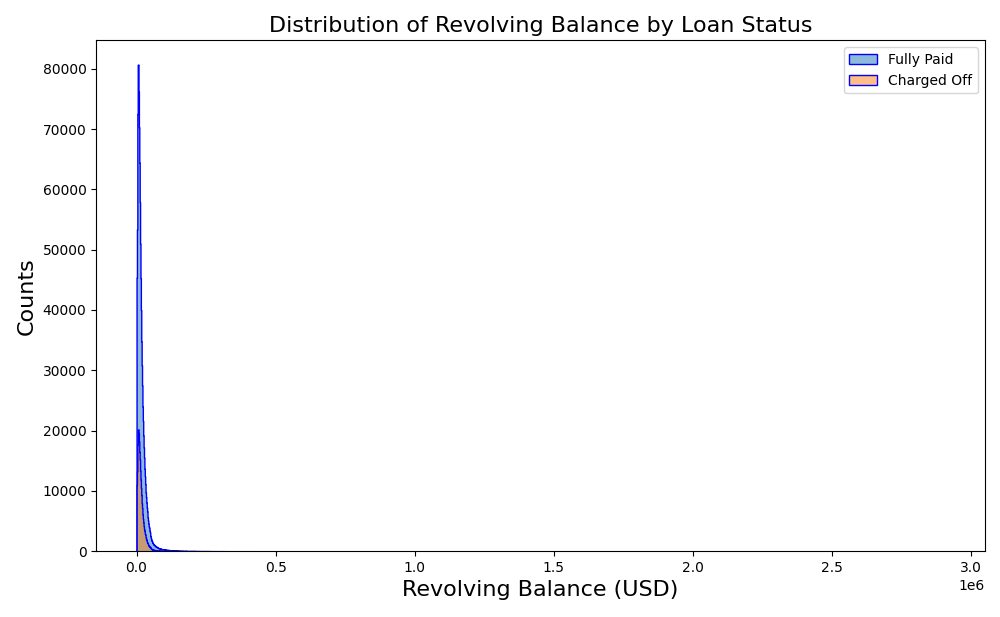 Distribution of Revolving Balance by Loan Status
Fully Paid
Charged Off
80000
70000
60000
50000
40000
30000
20000
10000
0
Counts
0.0 0.5 1.0 1.5 2.0 2.5 3.0
1e6
Revolving Balance (USD)